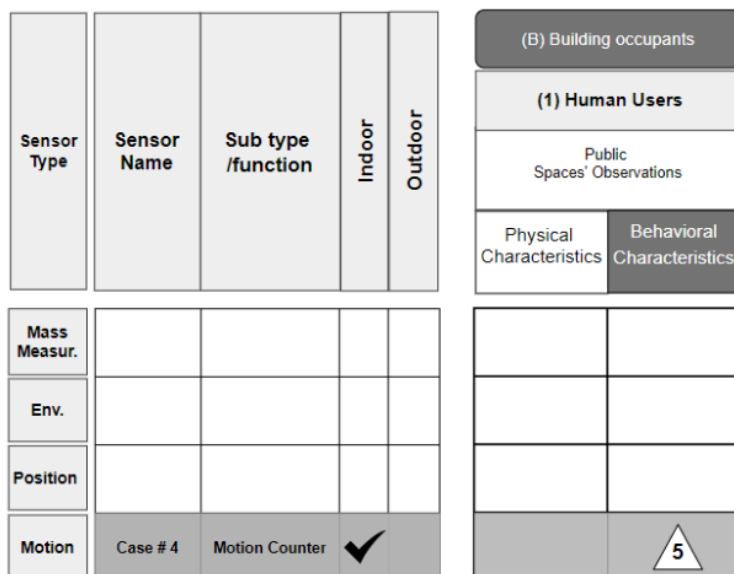 (B) Building occupants
(1) Human Users
Public
Spaces' Observations
Sensor
Type
Sensor
Name
Sub type
/function
Indoor
Outdoor
Physical
Characteristics
Behavioral
Characteristics
Mass
Measur.
Env.
Position
Motion
Case # 4
Motion Counter
5